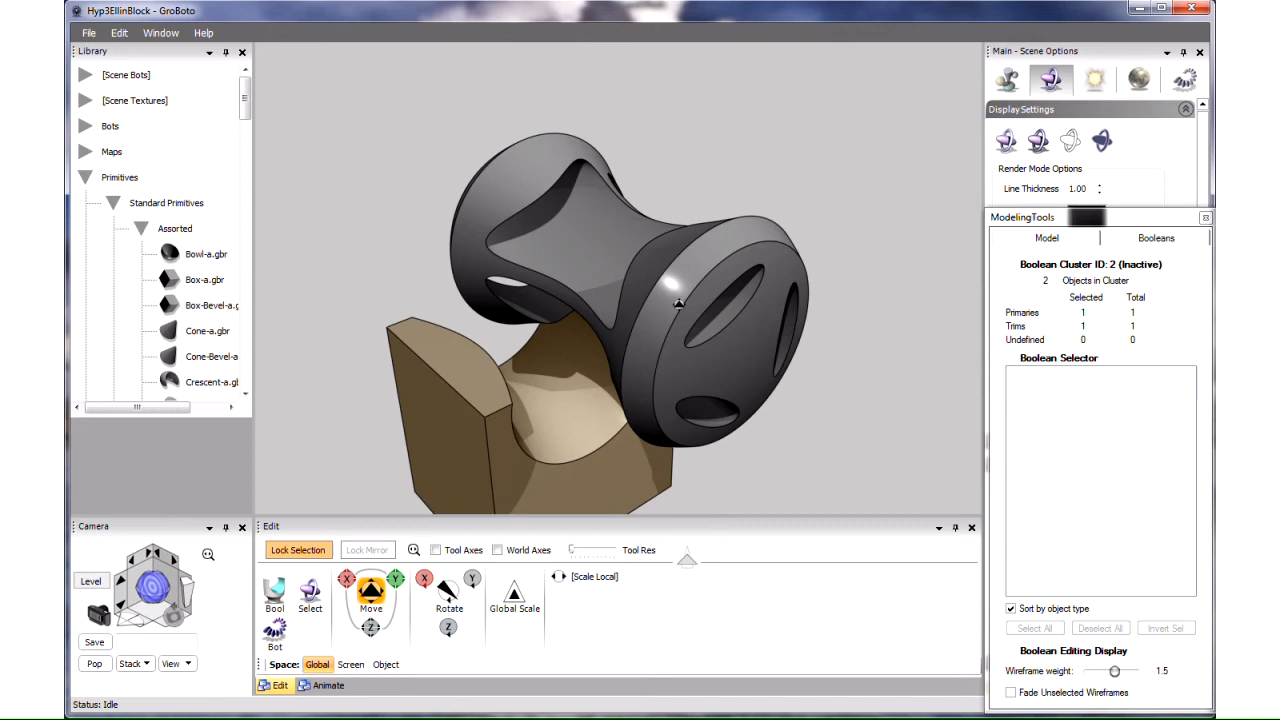 Hyp3EllinBlock - GroBoto
File Edit Window Help
Library
[Scene Bots]
[Scene Textures]
Bots
Maps
Primitives
Standard Primitives
Assorted
Bowl-a.gbr
Box-a.gbr
Box-Bevel-a.g
Cone-a.gbr
Cone-Bevel-a
Crescent-a.gb
Main - Scene Options
Display Settings
Render Mode Options
Line Thickness 1.00
ModelingTools
Model Booleans
Boolean Cluster ID: 2 (Inactive)
2 Objects in Cluster
Selected Total
Primaries 1 1
Trims 1 1
Undefined 0 0
Boolean Selector
Sort by object type
Select All Deselect All Invert Sel
Boolean Editing Display
Wireframe weight: 1.5
Fade Unselected Wireframes
Camera
Level
Save
Pop Stack View
Edit
Lock Selection Lock Mirror Tool Axes World Axes Tool Res
X Y X Y [Scale Local]
Bool Select Move Rotate Global Scale
Z Z
Bot
Space: Global Screen Object
Edit Animate
Status: Idle